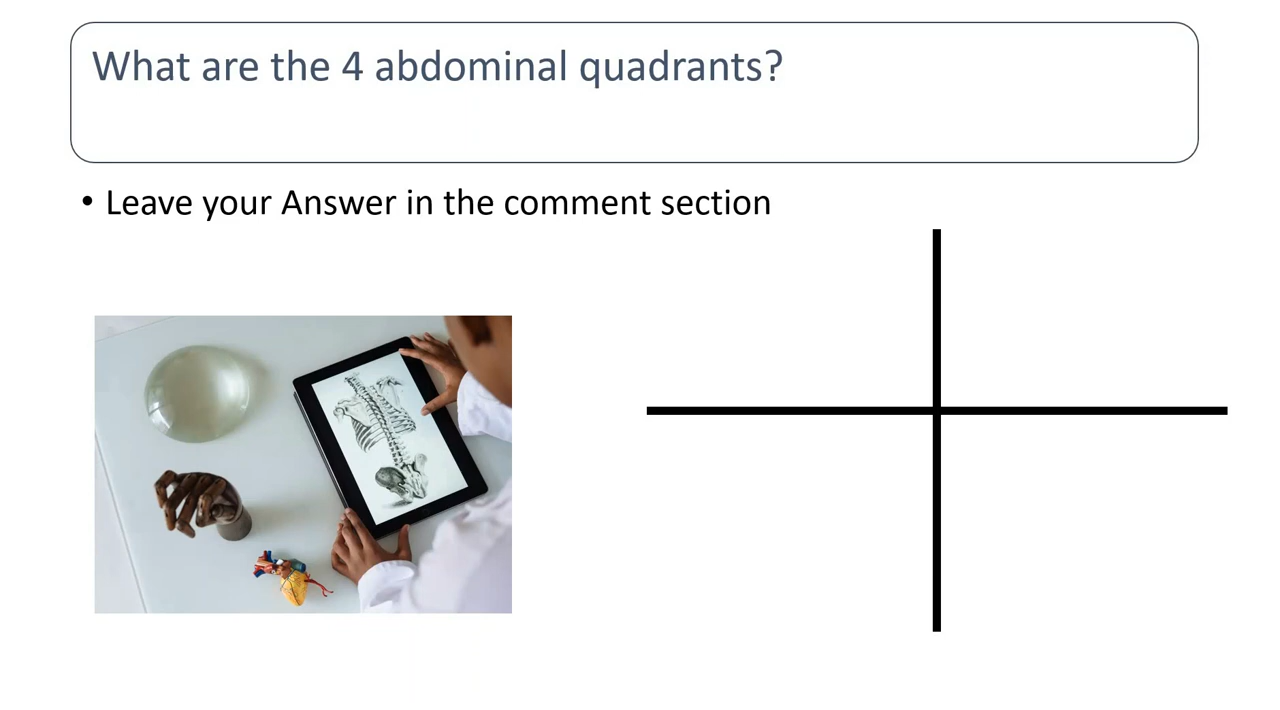 What are the 4 abdominal quadrants?
• Leave your Answer in the comment section